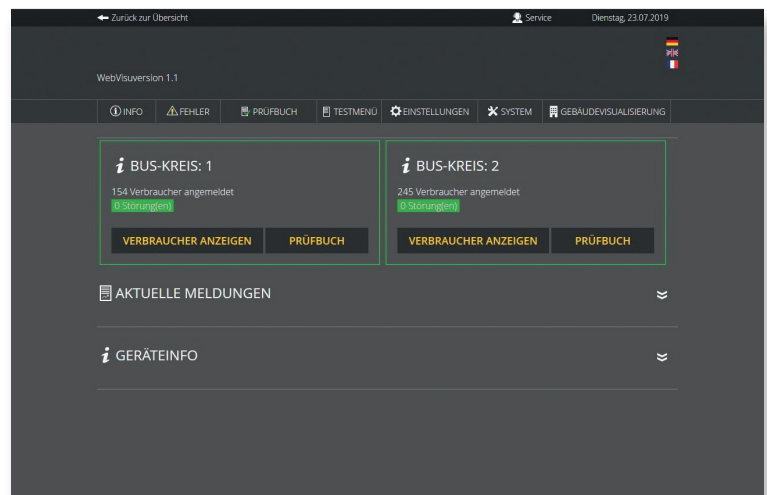 Zurück zur Übersicht
Service
Dienstag, 23.07.2019
WebVisuversion 1.1
INFO
FEHLER
PRÜFBUCH
TESTMENÜ
EINSTELLUNGEN
SYSTEM
GEBÄUDEVISUALISIERUNG
BUS-KREIS: 1
154 Verbraucher angemeldet
0 Störung(en)
VERBRAUCHER ANZEIGEN
PRÜFBUCH
BUS-KREIS: 2
245 Verbraucher angemeldet
0 Störung(en)
VERBRAUCHER ANZEIGEN
PRÜFBUCH
AKTUELLE MELDUNGEN
GERÄTEINFO